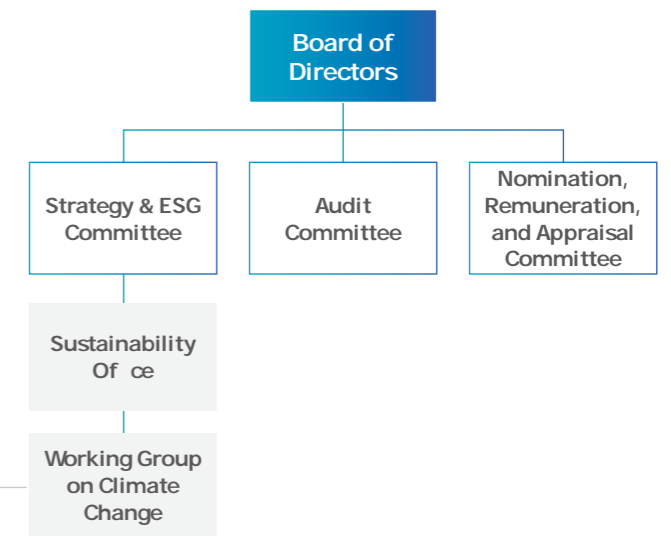 Board of
Directors
Strategy & ESG
Committee
Audit
Committee
Nomination,
Remuneration,
and Appraisal
Committee
Sustainability
Of ce
Working Group
on Climate
Change